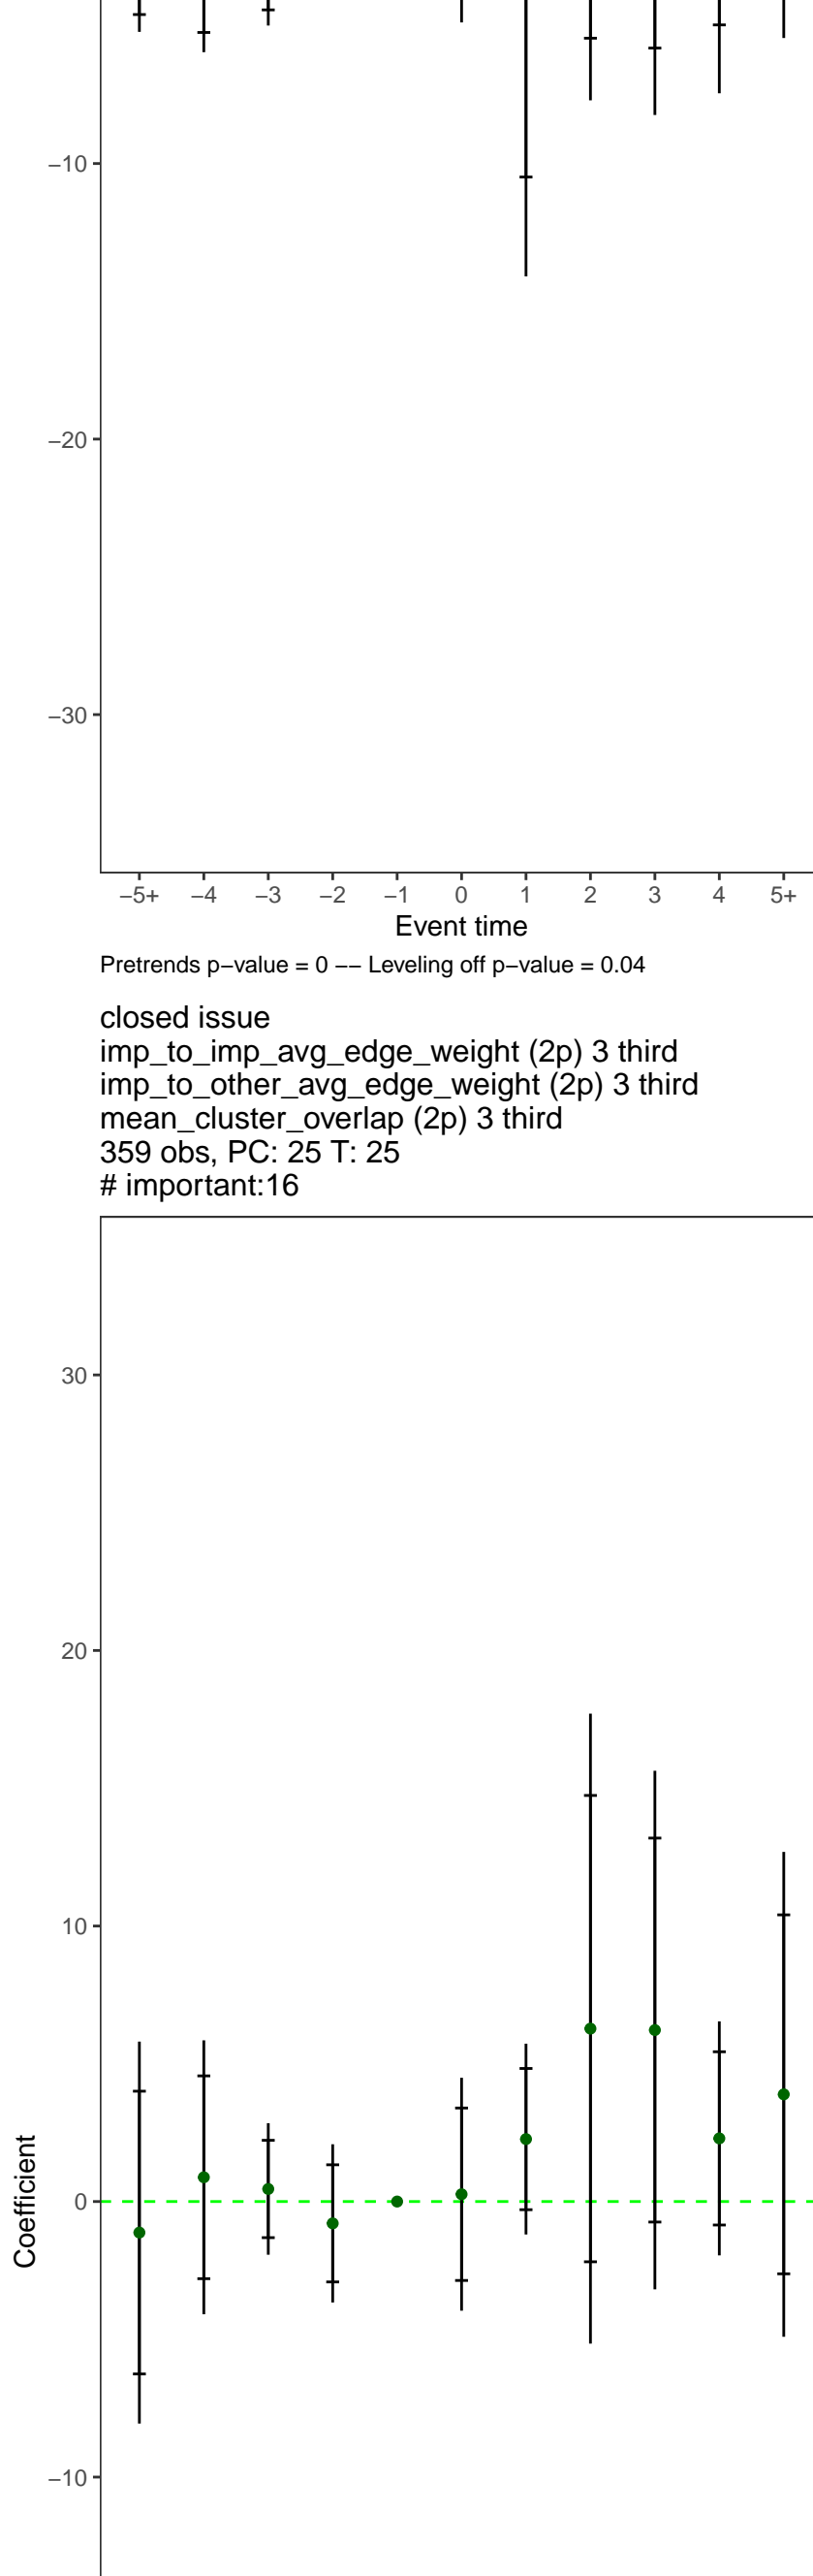 −10
−20
−30
−5+ −4 −3 −2 −1 0 1 2 3 4 5+
Event time
Pretrends p−value = 0 −− Leveling off p−value = 0.04
closed issue
imp_to_imp_avg_edge_weight (2p) 3 third
imp_to_other_avg_edge_weight (2p) 3 third
mean_cluster_overlap (2p) 3 third
359 obs, PC: 25 T: 25
# important:16
30
20
10
0
−10
Coefficient